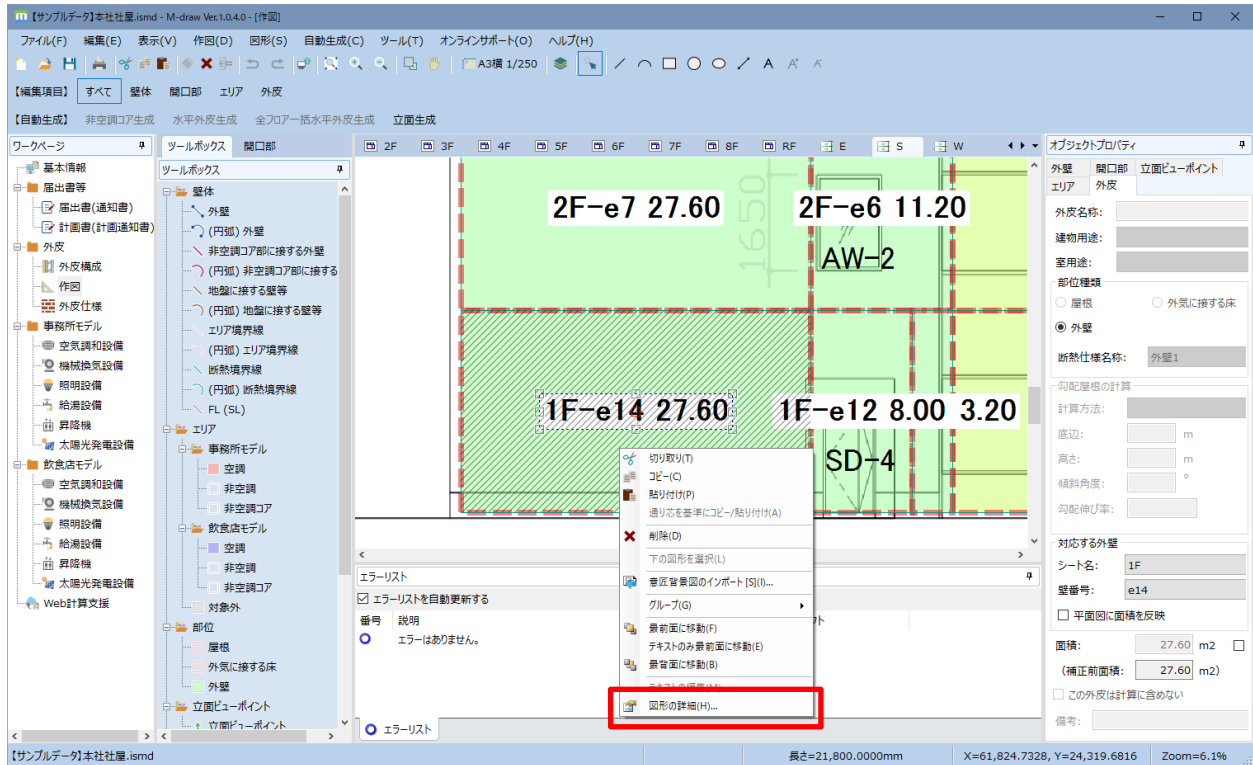 【サンプルデータ】本社社屋.ismd - M-draw Ver.1.0.4.0 - [作図]
ファイル(F) 編集(E) 表示(V) 作図(D) 図形(S) 自動生成(C) ツール(T) オンラインサポート(O) ヘルプ(H)
A3横 1/250
【編集項目】 すべて 壁体 開口部 エリア 外皮
【自動生成】 非空調コア生成 水平外皮生成 全フロア一括水平外皮生成 立面生成
ワークページ
基本情報
届出書等
届出書(通知書)
計画書(計画通知書)
外皮
外皮構成
作図
外皮仕様
事務所モデル
空気調和設備
機械換気設備
照明設備
給湯設備
昇降機
太陽光発電設備
飲食店モデル
空気調和設備
機械換気設備
照明設備
給湯設備
昇降機
太陽光発電設備
Web計算支援
ツールボックス 開口部
ツールボックス
壁体
外壁
(円弧) 外壁
非空調コア部に接する外壁
(円弧) 非空調コア部に接する
地盤に接する壁等
(円弧) 地盤に接する壁等
エリア境界線
(円弧) エリア境界線
断熱境界線
(円弧) 断熱境界線
FL (SL)
エリア
事務所モデル
空調
非空調
非空調コア
飲食店モデル
空調
非空調
非空調コア
対象外
部位
屋根
外気に接する床
外壁
立面ビューポイント
立面ビューポイント
2F 3F 4F 5F 6F 7F 8F RF E S W
2F-e7 27.60
1650
2F-e6 11.20
AW-2
1F-e14 27.60
1F-e12 8.00 3.20
SD-4
切り取り(T)
コピー(C)
貼り付け(P)
通り芯を基準にコピー/貼り付け(A)
削除(D)
下の図形を選択(L)
意匠背景図のインポート [S](I)...
グループ(G)
最前面に移動(F)
テキストのみ最前面に移動(E)
最背面に移動(B)
図形の詳細(H)...
エラーリスト
エラーリストを自動更新する
番号 説明
エラーはありません。
エラーリスト
オブジェクトプロパティ
外壁 開口部 立面ビューポイント
エリア 外皮
外皮名称:
建物用途:
室用途:
部位種類
屋根 外気に接する床
外壁
断熱仕様名称: 外壁1
勾配屋根の計算
計算方法:
底辺: m
高さ: m
傾斜角度: °
勾配伸び率:
対応する外壁
シート名: 1F
壁番号: e14
平面図に面積を反映
面積: 27.60 m2
(補正前面積: 27.60 m2)
この外皮は計算に含めない
備考:
【サンプルデータ】本社社屋.ismd 長さ=21,800.0000mm X=61,824.7328, Y=24,319.6816 Zoom=6.1%